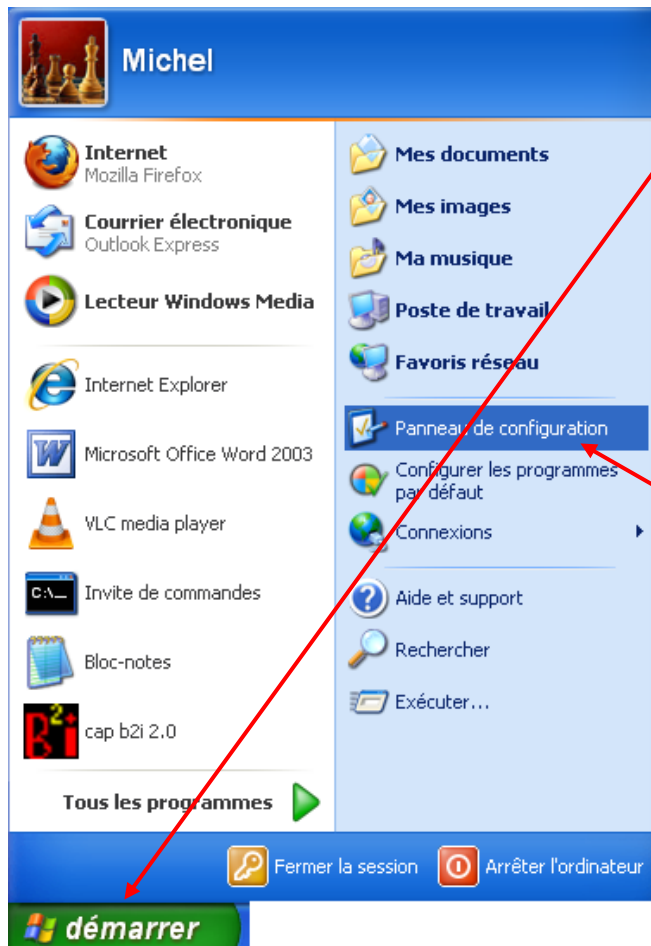 Michel
Internet
Mozilla Firefox
Courrier électronique
Outlook Express
Lecteur Windows Media
Internet Explorer
Microsoft Office Word 2003
VLC media player
C:\_
Invite de commandes
Bloc-notes
B2i
cap b2i 2.0
Tous les programmes
Mes documents
Mes images
Ma musique
Poste de travail
Favoris réseau
Panneau de configuration
Configurer les programmes
par défaut
Connexions
Aide et support
Rechercher
Exécuter...
Fermer la session
Arrêter l'ordinateur
démarrer